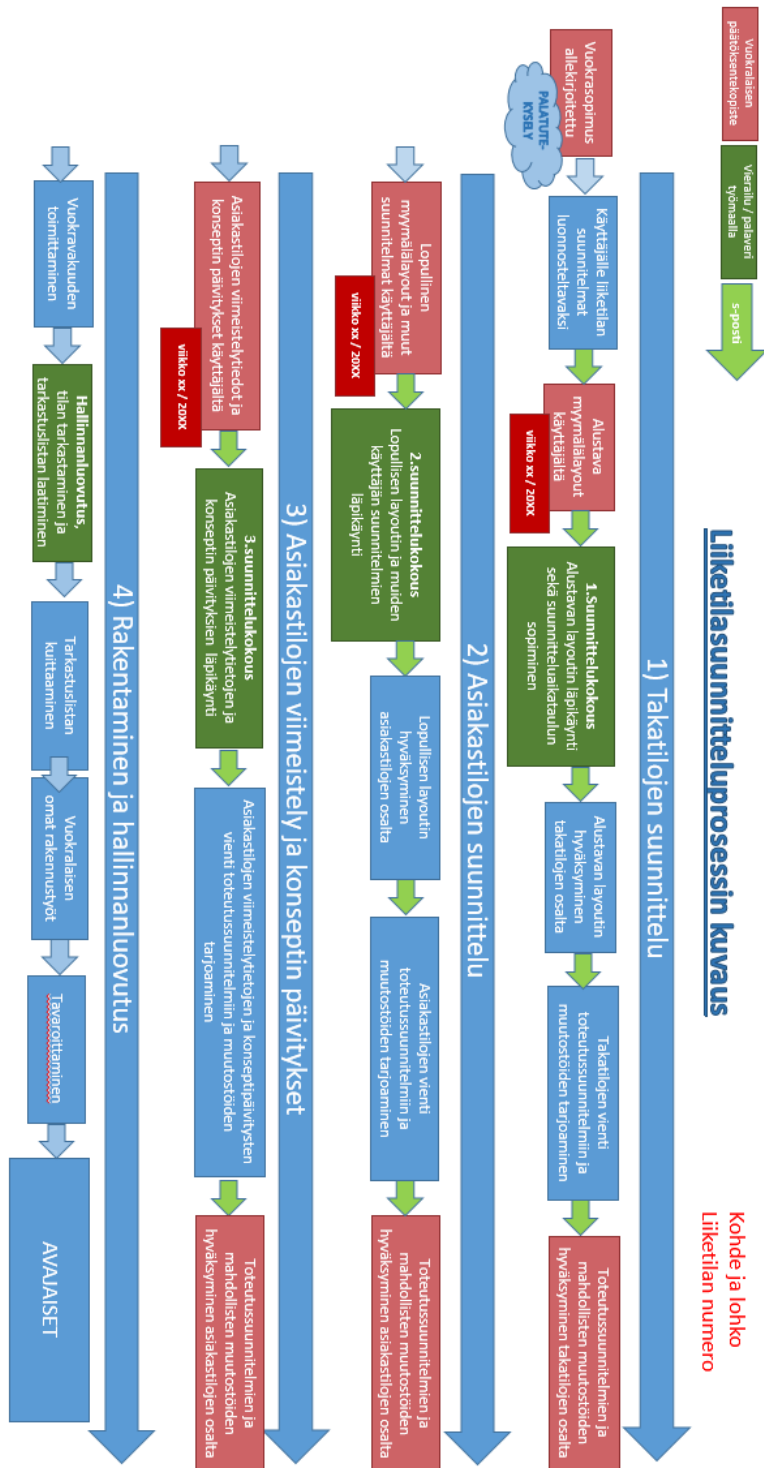 Vuokralaisen
päätöksentekopiste
Vierailu / palaveri
työmaalla
s-posti
Liiketilasuunnitteluprosessin kuvaus
Kohde ja lohko
Liiketilan numero
1) Takatilojen suunnittelu
Vuokrasopimus
allekirjoitettu
PALATUTE-
KYSELY
Käyttäjälle liiketilan
suunnitelmat
luonnosteltavaksi
Alustava
myymälälayout
käyttäjältä
viikko xx / 20XX
1.Suunnittelukokous
Alustavan layoutin läpikäynti
sekä suunnitteluaikataulun
sopiminen
Alustavan layoutin
hyväksyminen
takatilojen osalta
Takatilojen vienti
toteutussuunnitelmiin ja
muutostöiden tarjoaminen
Toteutussuunnitelmien ja
mahdollisten muutostöiden
hyväksyminen takatilojen osalta
2) Asiakastilojen suunnittelu
Lopullinen
myymälälayout ja muut
suunnitelmat käyttäjältä
viikko xx / 20XX
2.suunnittelukokous
Lopullisen layoutin ja muiden
käyttäjän suunnitelmien
läpikäynti
Lopullisen layoutin
hyväksyminen
asiakastilojen osalta
Asiakastilojen vienti
toteutussuunnitelmiin ja
muutostöiden tarjoaminen
Toteutussuunnitelmien ja
mahdollisten muutostöiden
hyväksyminen asiakastilojen osalta
3) Asiakastilojen viimeistely ja konseptin päivitykset
Asiakastilojen viimeistelytiedot ja
konseptin päivitykset käyttäjältä
viikko xx / 20XX
3.suunnittelukokous
Asiakastilojen viimeistelytietojen ja
konseptin päivityksien läpikäynti
Asiakastilojen viimeistelytietojen ja konseptipäivitysten
vienti toteutussuunnitelmiin ja muutostöiden
tarjoaminen
Toteutussuunnitelmien ja
mahdollisten muutostöiden
hyväksyminen asiakastilojen osalta
4) Rakentaminen ja hallinnanluovutus
Vuokravakuuden
toimittaminen
Hallinnanluovutus,
tilan tarkastaminen ja
tarkastuslistan laatiminen
Tarkastuslistan
kuittaaminen
Vuokralaisen
omat rakennustyöt
Tavaroittaminen
AVAJAISET